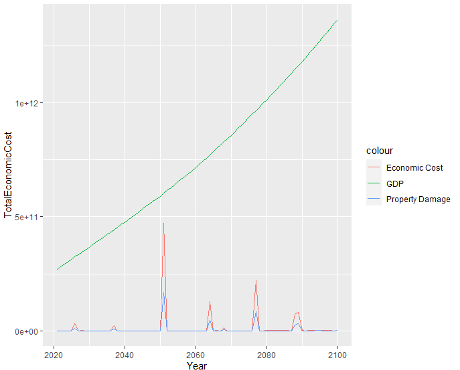 1e+12
5e+11
0e+00
TotalEconomicCost
2020
2040
2060
2080
2100
Year
colour
Economic Cost
GDP
Property Damage